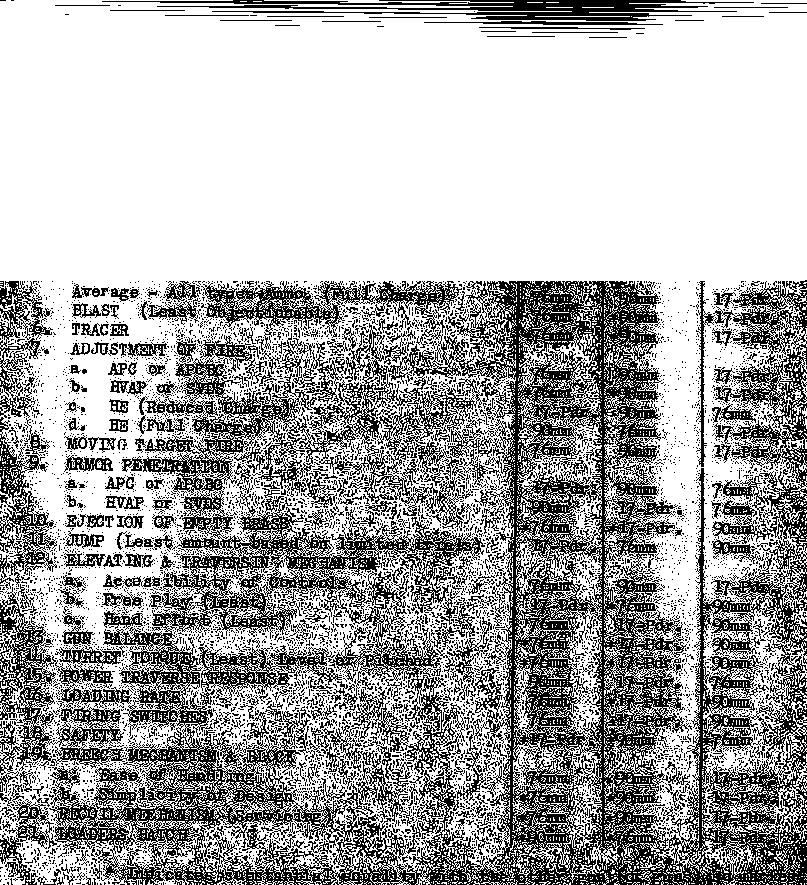 Average - All types Ammo. (Full Charge) 76mm 90mm 17-Pdr.
5. BLAST (Least Objectionable) *90mm *17-Pdr.
6. TRACER *76mm *90mm 17-Pdr.
7. ADJUSTMENT OF FIRE
a. APC or APCBC 76mm 90mm 17-Pdr.
b. HVAP or SVDS *76mm *90mm 17-Pdr.
c. HE (Reduced Charge) 17-Pdr. 90mm 76mm
d. HE (Full Charge) 90mm 76mm 17-Pdr.
8. MOVING TARGET FIRE 76mm 90mm 17-Pdr.
9. ARMOR PENETRATION
a. APC or APCBC 17-Pdr. 90mm 76mm
b. HVAP or SVDS 90mm 17-Pdr. 76mm
10. EJECTION OF EMPTY BRASS *76mm *17-Pdr. 90mm
11. JUMP (Least amount-based on limited trials) 17-Pdr. 76mm 90mm
12. ELEVATING & TRAVERSING MECHANISM
a. Accessibility of Controls 76mm 90mm 17-Pdr.
b. Free Play (Least) 17-Pdr. *76mm *90mm
c. Hand Effort (Least) 76mm 17-Pdr. *90mm
13. GUN BALANCE *76mm *17-Pdr. 90mm
14. TURRET TORQUE (Least) Level or Pitched *76mm *17-Pdr. 90mm
15. POWER TRAVERSE RESPONSE 90mm 17-Pdr. 76mm
16. LOADING RATE *76mm *17-Pdr. *90mm
17. FIRING SWITCHES 76mm *17-Pdr. 90mm
18. SAFETY *17-Pdr. *90mm *76mm
19. BREECH MECHANISM & BLOCK
a. Ease of Handling 76mm *90mm 17-Pdr.
b. Simplicity of Design *76mm *90mm 17-Pdr.
20. RECOIL MECHANISM (Servicing) *76mm *90mm 17-Pdr.
21. LOADERS HATCH *90mm *76mm 17-Pdr.
* Indicates substantial equality with the other